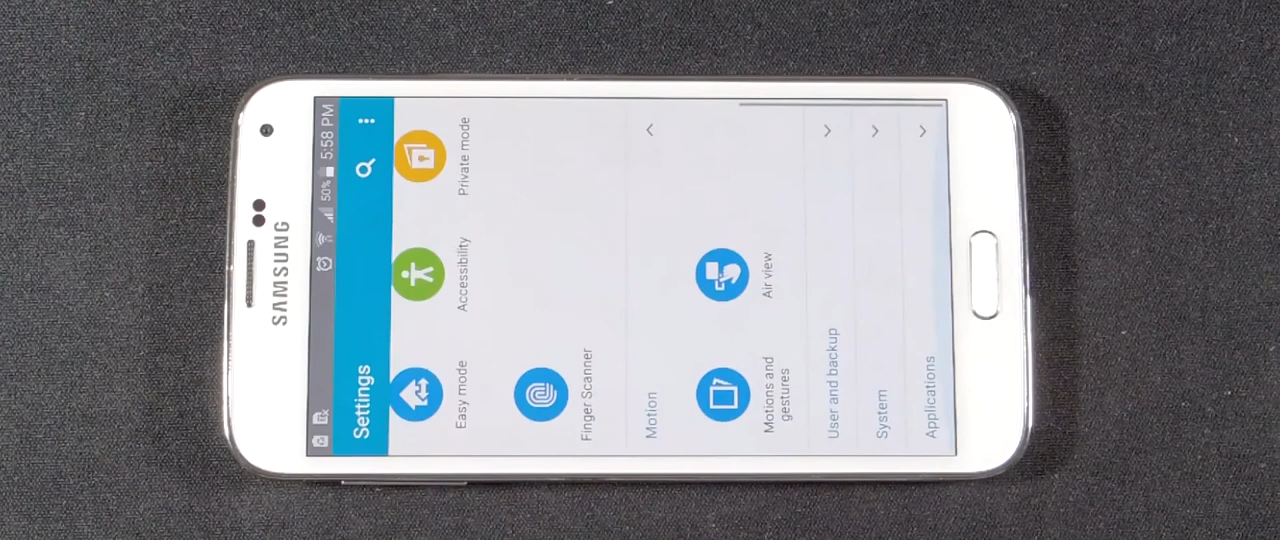 SAMSUNG
50% 5:58 PM
Settings
Easy mode
Accessibility
Private mode
Finger Scanner
Motion
Motions and
gestures
Air view
User and backup
System
Applications